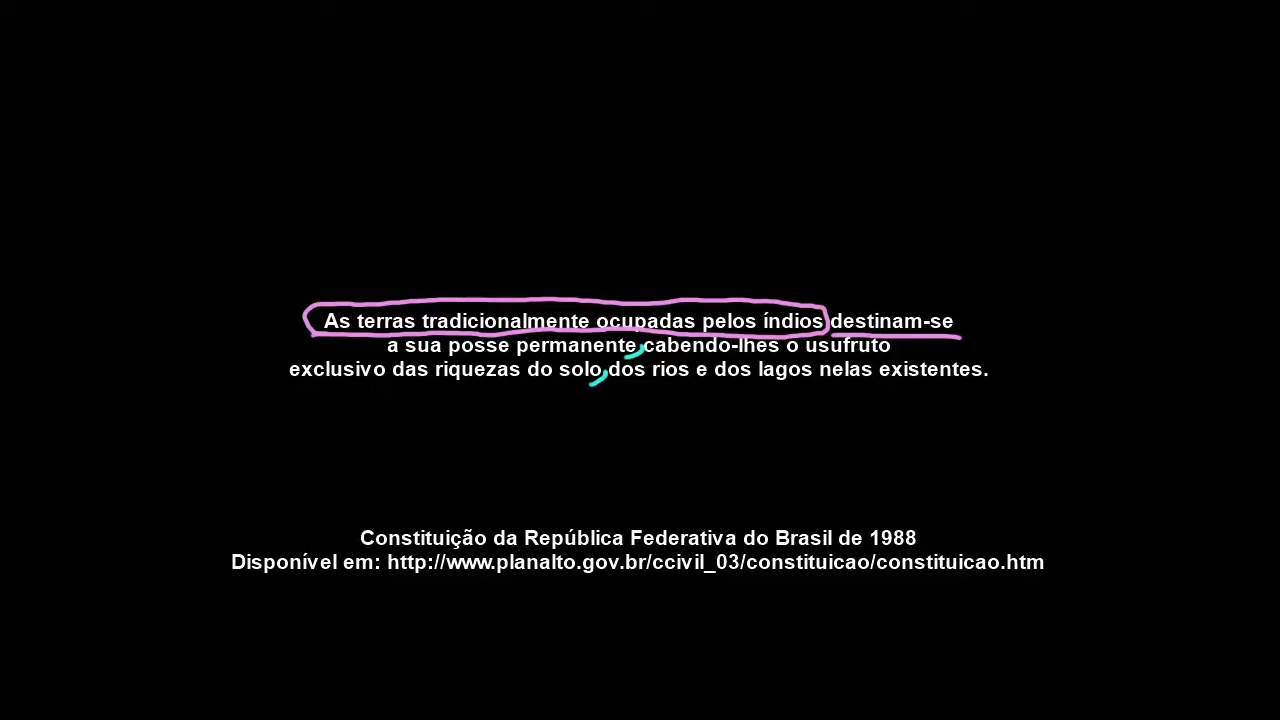 As terras tradicionalmente ocupadas pelos índios destinam-se
a sua posse permanente, cabendo-lhes o usufruto
exclusivo das riquezas do solo, dos rios e dos lagos nelas existentes.
Constituição da República Federativa do Brasil de 1988
Disponível em: http://www.planalto.gov.br/ccivil_03/constituicao/constituicao.htm